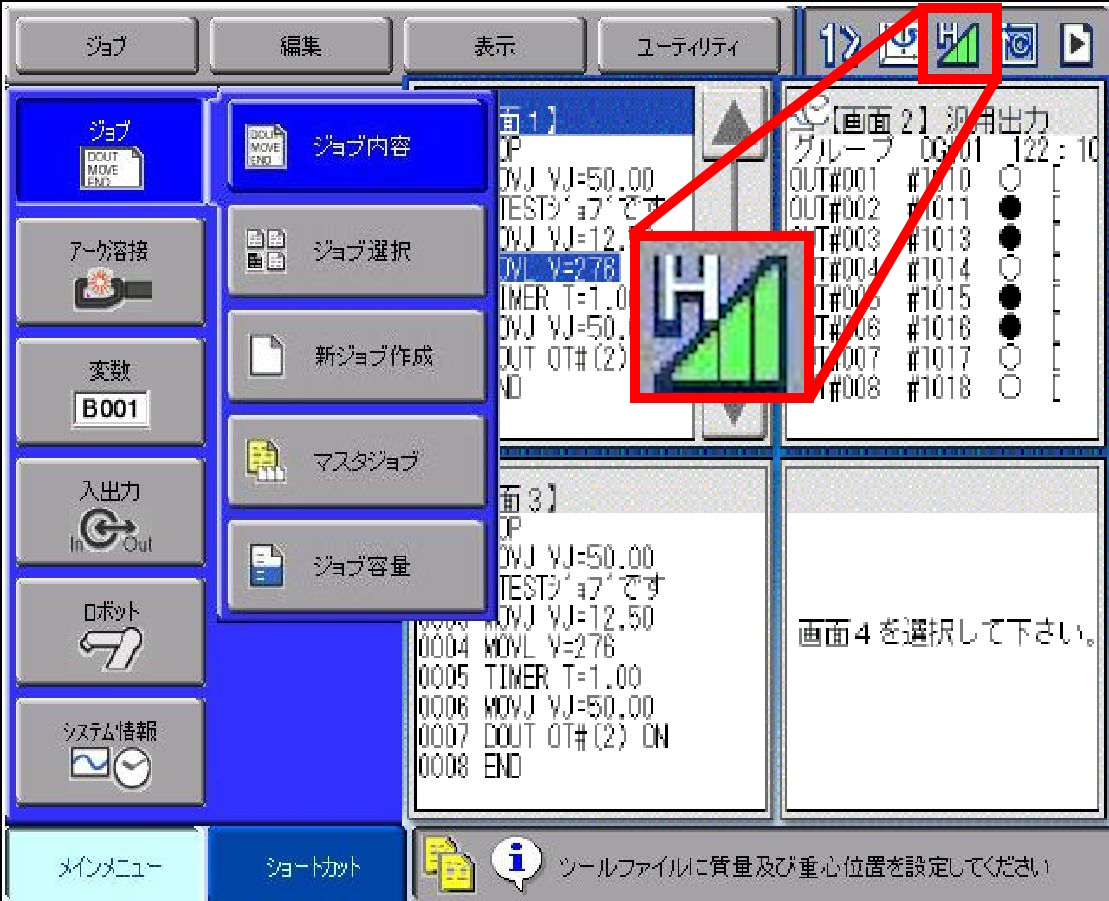 ジョブ
編集
表示
ユーティリティ
1
H
ジョブ
DOUT
MOVE
END
アーク溶接
変数
B001
入出力
In Out
ロボット
システム情報
DOUT
MOVE
END
ジョブ内容
ジョブ選択
新ジョブ作成
マスタジョブ
ジョブ容量
面1】
OP
OVJ VJ=50.00
TESTジョブです
OVJ VJ=12.
OVL V=276
IMER T=1.0
OVJ VJ=50.
OUT OT#(2)
ND
H
【画面2】 汎用出力
グループ OG#01 122:10
OUT#001 #1010 ○ [
OUT#002 #1011 ● [
T#003 #1013 ● [
T#004 #1014 ○ [
T#005 #1015 ● [
UT#006 #1016 ● [
UT#007 #1017 ○ [
UT#008 #1018 ○ [
面3】
OP
OVJ VJ=50.00
TESTジョブです
0003 MOVJ VJ=12.50
0004 MOVL V=276
0005 TIMER T=1.00
0006 MOVJ VJ=50.00
0007 DOUT OT#(2) ON
0008 END
画面4を選択して下さい。
メインメニュー
ショートカット
ツールファイルに質量及び重心位置を設定してください